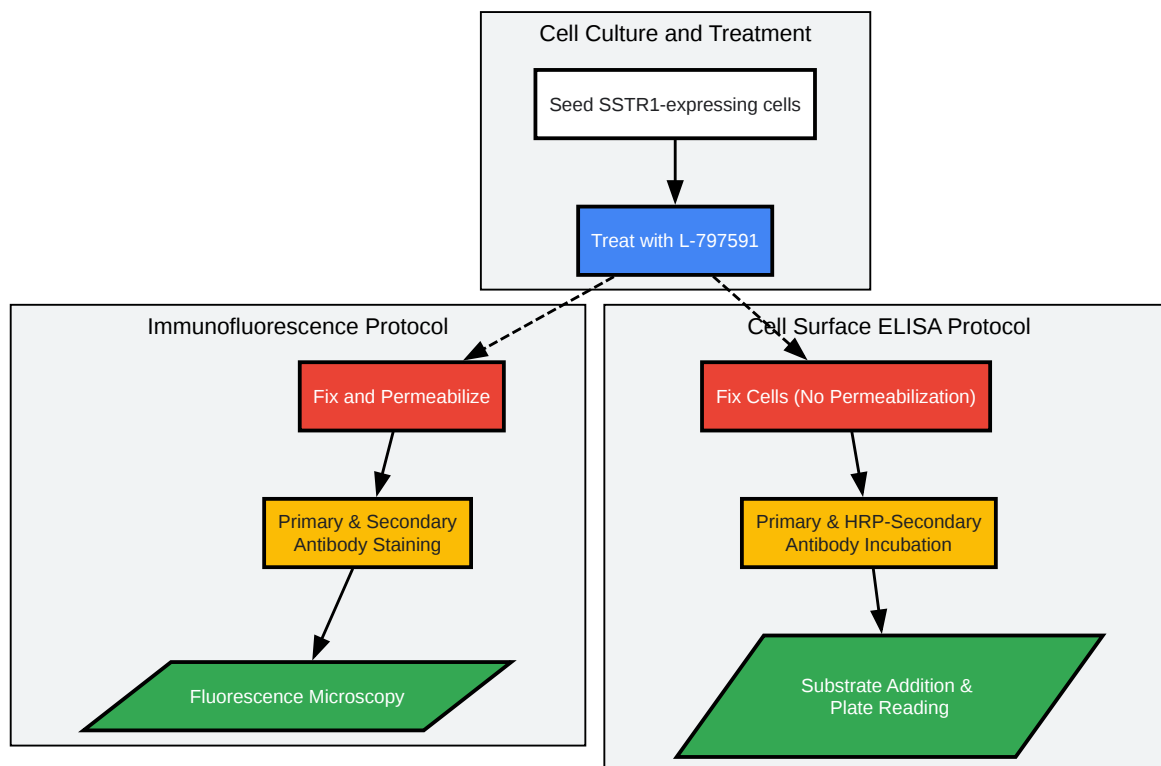 Cell Culture and Treatment
Seed SSTR1-expressing cells
Treat with L-797591
Immunofluorescence Protocol
Fix and Permeabilize
Primary & Secondary
Antibody Staining
Fluorescence Microscopy
Cell Surface ELISA Protocol
Fix Cells (No Permeabilization)
Primary & HRP-Secondary
Antibody Incubation
Substrate Addition &
Plate Reading